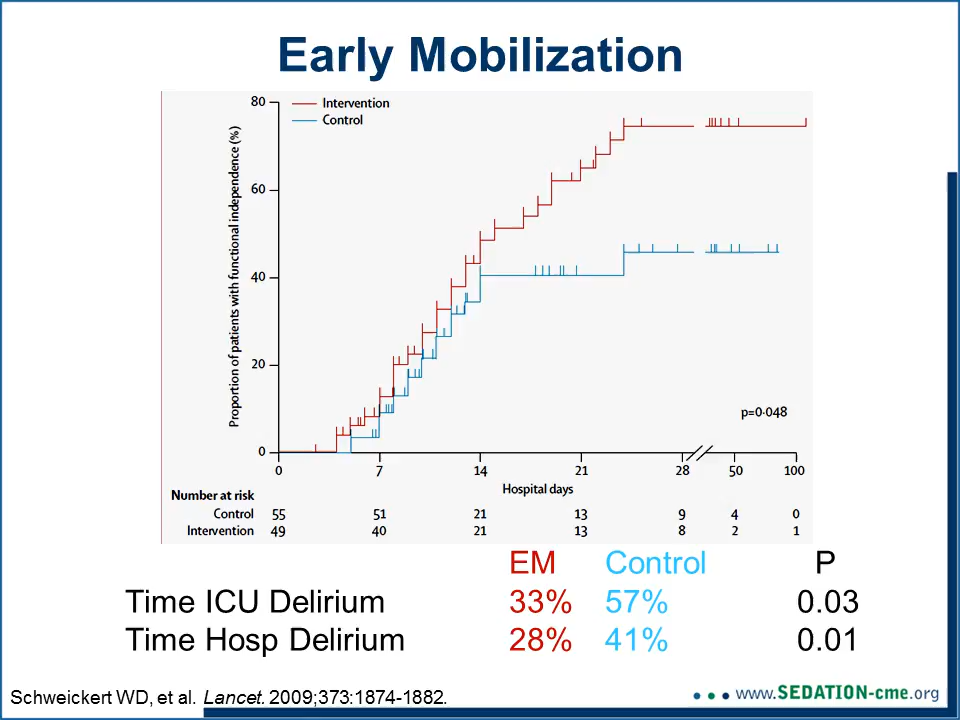 Early Mobilization
Intervention
Control
Proportion of patients with functional independence (%)
80
60
40
20
0
p=0·048
0 7 14 21 28 50 100
Hospital days
Number at risk
Control 55 51 21 13 9 4 0
Intervention 49 40 21 13 8 2 1
EM Control P
Time ICU Delirium 33% 57% 0.03
Time Hosp Delirium 28% 41% 0.01
Schweickert WD, et al. Lancet. 2009;373:1874-1882.
www.SEDATION-cme.org